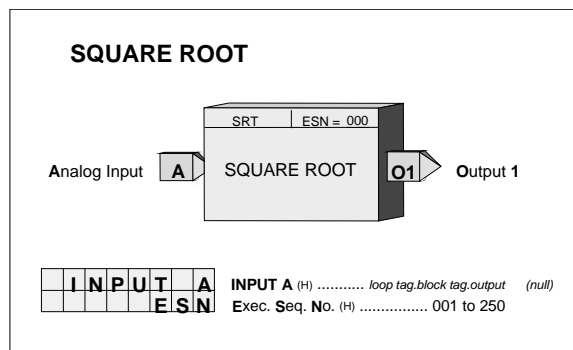 SQUARE ROOT
SRT ESN = 000
Analog Input A SQUARE ROOT O1 Output 1
INPUT A INPUT A (H) ........... loop tag.block tag.output (null)
ESN Exec. Seq. No. (H) ................ 001 to 250